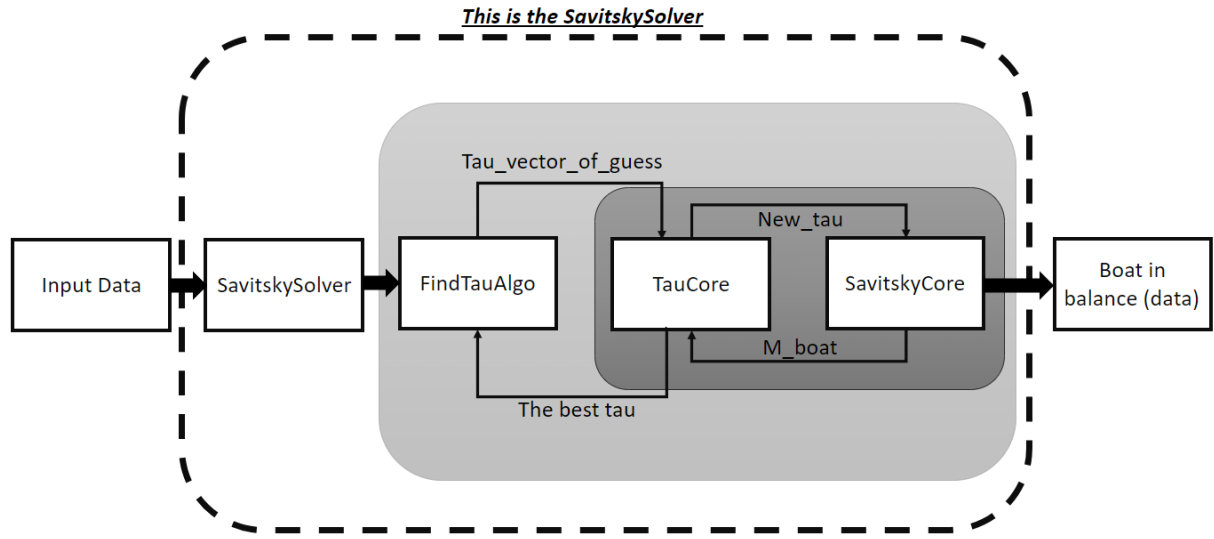 This is the SavitskySolver
Tau_vector_of_guess
New_tau
Input Data
SavitskySolver
FindTauAlgo
TauCore
SavitskyCore
Boat in
balance (data)
M_boat
The best tau